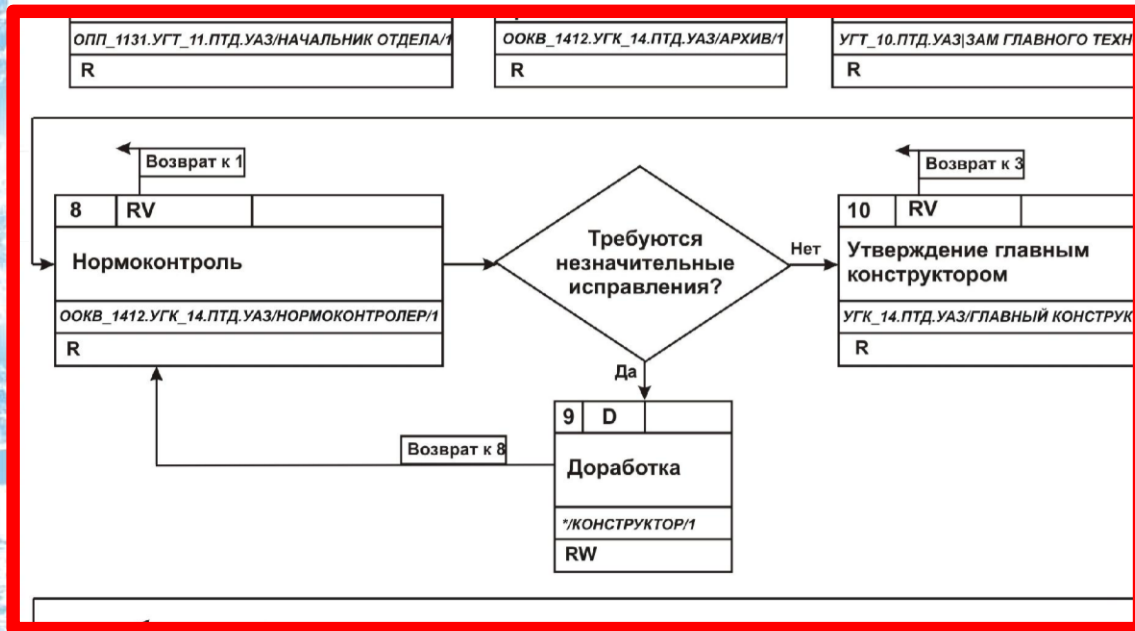 ОПП_1131.УГТ_11.ПТД.УАЗ/НАЧАЛЬНИК ОТДЕЛА/1
ООКВ_1412.УГК_14.ПТД.УАЗ/АРХИВ/1
УГТ_10.ПТД.УАЗ|ЗАМ ГЛАВНОГО ТЕХН
R
R
R
Возврат к 1
Возврат к 3
8
RV
10
RV
Нормоконтроль
Требуются
незначительные
исправления?
Нет
Утверждение главным
конструктором
ООКВ_1412.УГК_14.ПТД.УАЗ/НОРМОКОНТРОЛЕР/1
УГК_14.ПТД.УАЗ/ГЛАВНЫЙ КОНСТРУК
R
R
Да
9
D
Возврат к 8
Доработка
*/КОНСТРУКТОР/1
RW